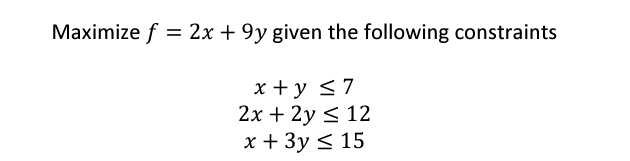 Maximize f = 2x + 9y given the following constraints
x + y ≤ 7
2x + 2y ≤ 12
x + 3y ≤ 15